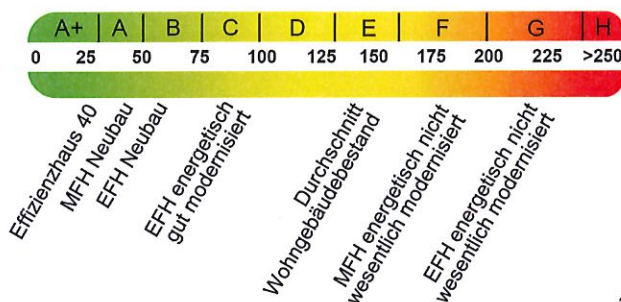 A+ A B C D E F G H
0 25 50 75 100 125 150 175 200 225 >250
Effizienzhaus 40
MFH Neubau
EFH Neubau
EFH energetisch
gut modernisiert
Durchschnitt
Wohngebäudebestand
MFH energetisch nicht
wesentlich modernisiert
EFH energetisch nicht
wesentlich modernisiert